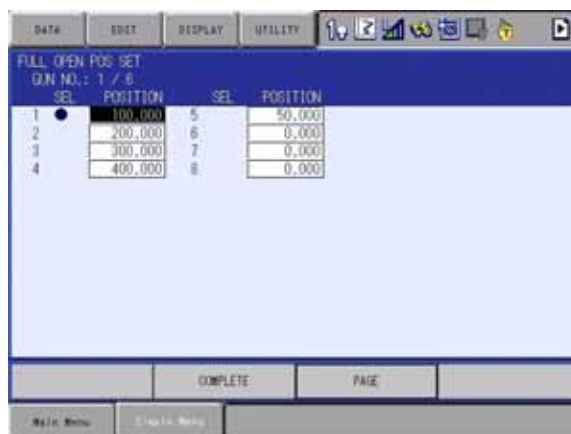 DATA EDIT DISPLAY UTILITY
FULL OPEN POS SET
GUN NO.: 1 / 6
SEL POSITION SEL POSITION
1 ● 100.000 5 50.000
2 200.000 6 0.000
3 300.000 7 0.000
4 400.000 8 0.000
COMPLETE PAGE
Main Menu Simple Menu